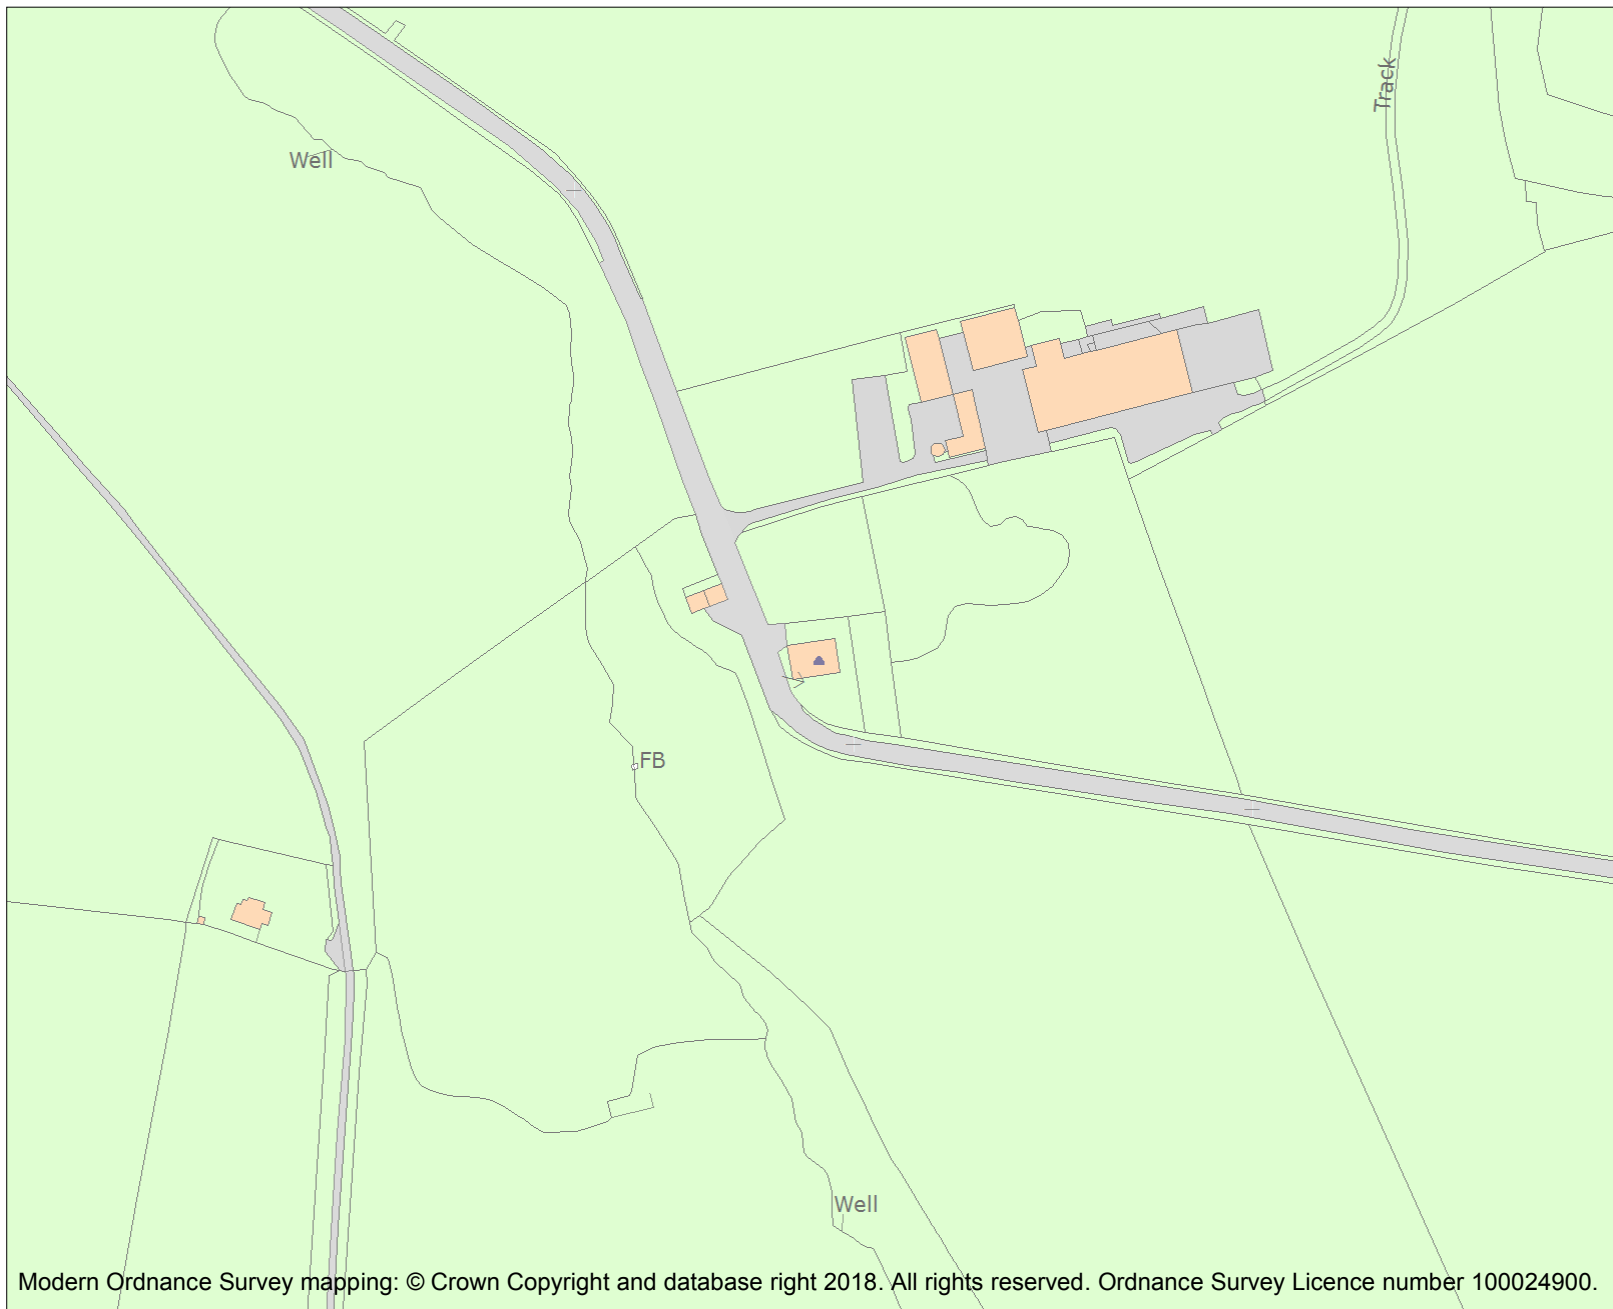 Track
Well
FB
Well
Modern Ordnance Survey mapping: © Crown Copyright and database right 2018. All rights reserved. Ordnance Survey Licence number 100024900.